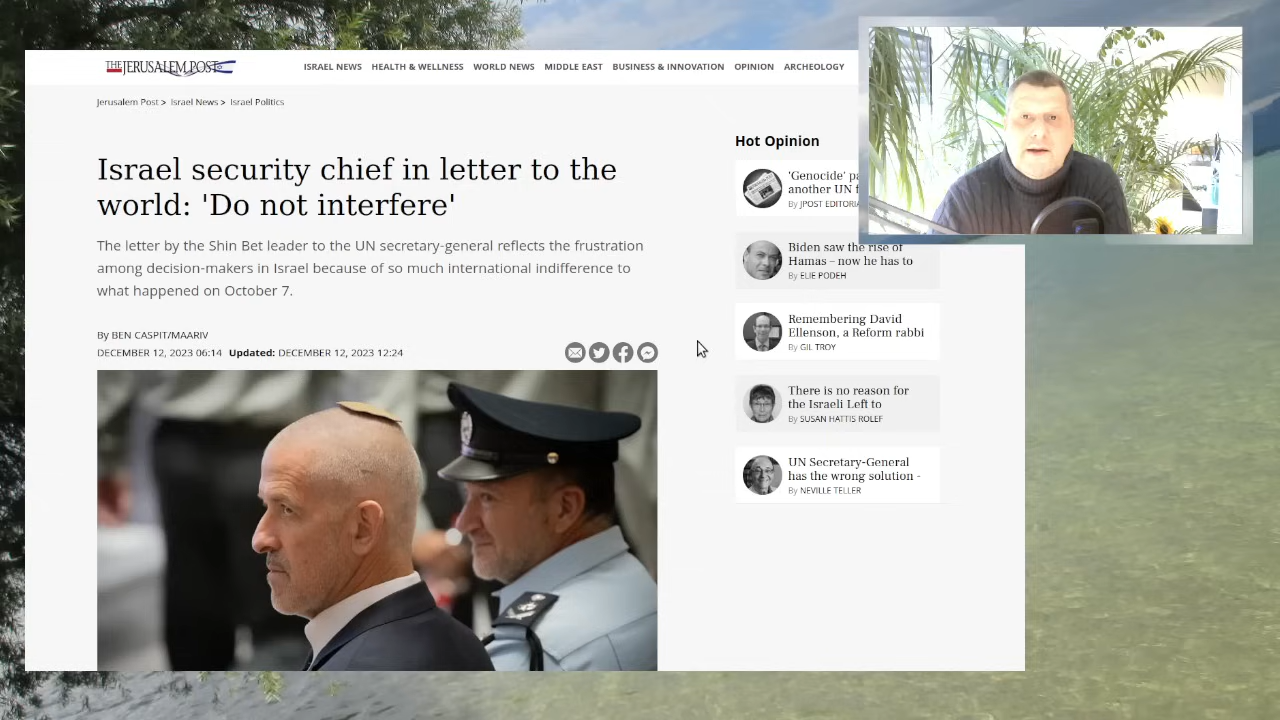 THE JERUSALEM POST
ISRAEL NEWS HEALTH & WELLNESS WORLD NEWS MIDDLE EAST BUSINESS & INNOVATION OPINION ARCHEOLOGY
Jerusalem Post > Israel News > Israel Politics
Israel security chief in letter to the
world: 'Do not interfere'
The letter by the Shin Bet leader to the UN secretary-general reflects the frustration
among decision-makers in Israel because of so much international indifference to
what happened on October 7.
By BEN CASPIT/MAARIV
DECEMBER 12, 2023 06:14 Updated: DECEMBER 12, 2023 12:24
Hot Opinion
'Genocide'
another UN
By JPOST
Biden saw the rise of
Hamas – now he has to
By ELIE PODEH
Remembering David
Ellenson, a Reform rabbi
By GIL TROY
There is no reason for
the Israeli Left to
By SUSAN HATTIS ROLEF
UN Secretary-General
has the wrong solution -
By NEVILLE TELLER